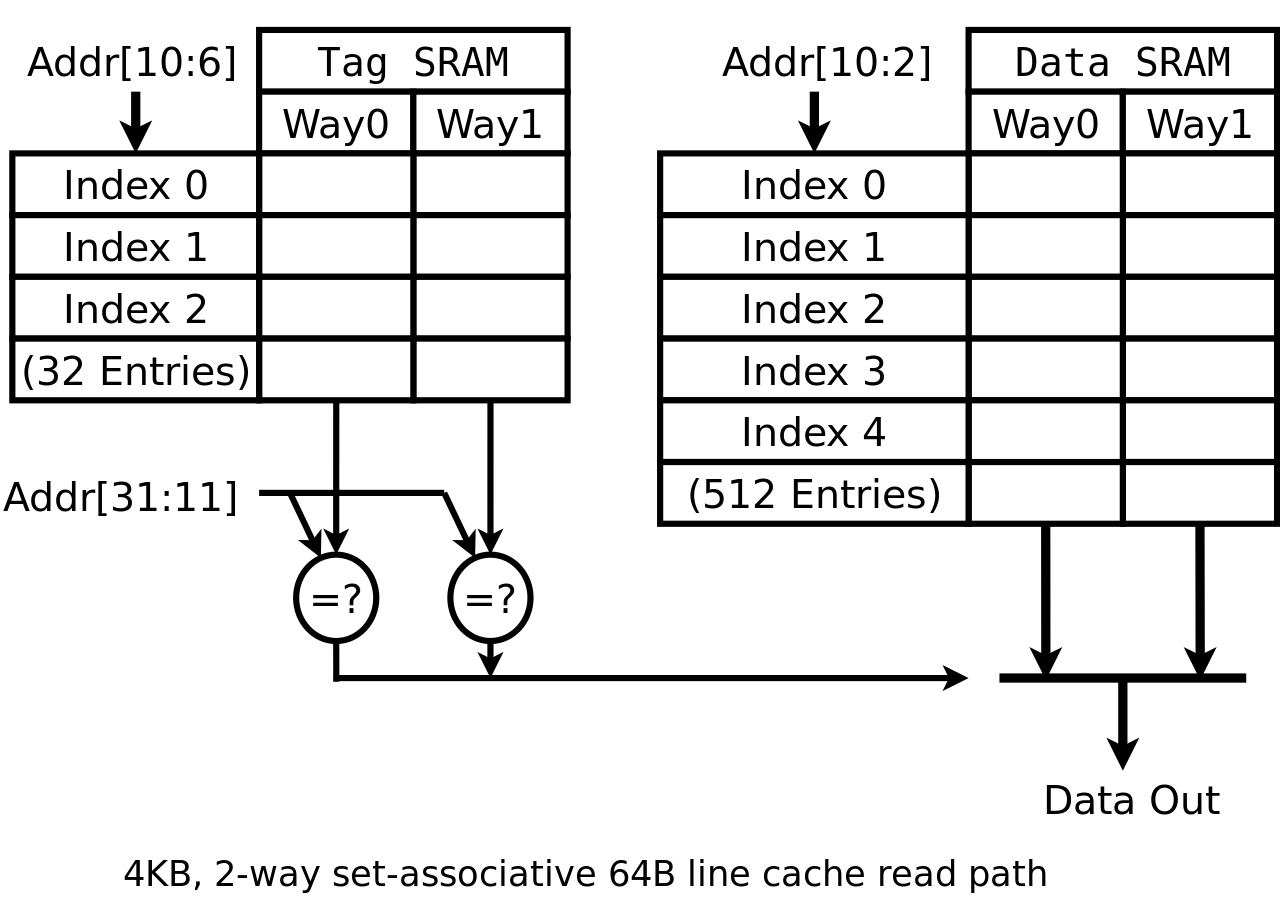 Addr[10:6]
Tag SRAM
Way0 Way1
Index 0
Index 1
Index 2
(32 Entries)
Addr[31:11]
=? =?
Addr[10:2]
Data SRAM
Way0 Way1
Index 0
Index 1
Index 2
Index 3
Index 4
(512 Entries)
Data Out
4KB, 2-way set-associative 64B line cache read path